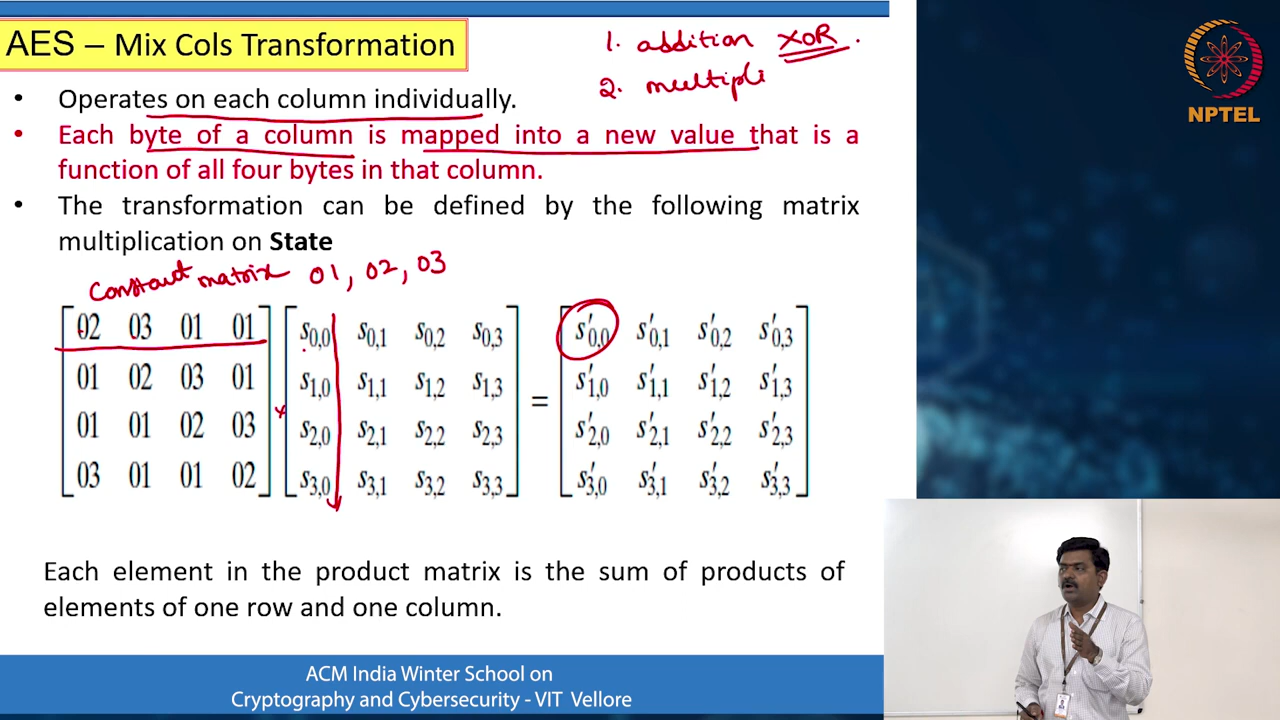 AES – Mix Cols Transformation
1. addition XOR.
2. multiple
NPTEL
• Operates on each column individually.
• Each byte of a column is mapped into a new value that is a
function of all four bytes in that column.
• The transformation can be defined by the following matrix
multiplication on State
constant matrix 01, 02, 03
02 03 01 01 s0,0 s0,1 s0,2 s0,3 s′0,0 s′0,1 s′0,2 s′0,3
01 02 03 01 s1,0 s1,1 s1,2 s1,3 = s′1,0 s′1,1 s′1,2 s′1,3
01 01 02 03 * s2,0 s2,1 s2,2 s2,3 s′2,0 s′2,1 s′2,2 s′2,3
03 01 01 02 s3,0 s3,1 s3,2 s3,3 s′3,0 s′3,1 s′3,2 s′3,3
Each element in the product matrix is the sum of products of
elements of one row and one column.
ACM India Winter School on
Cryptography and Cybersecurity - VIT Vellore